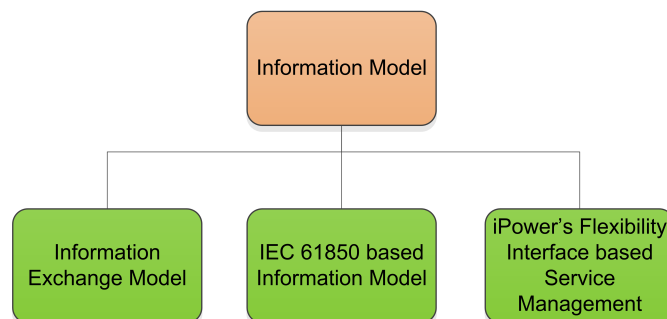 Information Model
Information
Exchange Model
IEC 61850 based
Information Model
iPower's Flexibility
Interface based
Service
Management